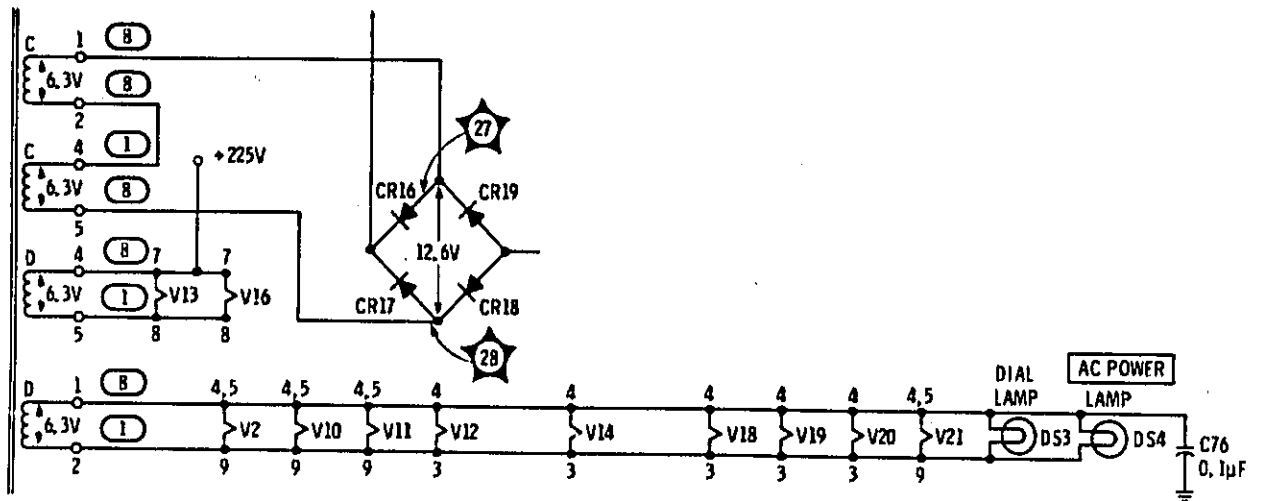 C 1 8
6.3V 8
2
C 4 1 +225V
6.3V 8
5
27
CR16 CR19
12.6V
CR17 CR18
28
D 4 8 7 7
6.3V 1 V13 V16
5 8 8
D 1 8 4,5 4,5 4,5 4 4 4 4 4 4,5 DIAL LAMP AC POWER LAMP
6.3V 1 V2 V10 V11 V12 V14 V18 V19 V20 V21 DS3 DS4 C76
0.1µF
2 9 9 9 3 3 3 3 3 9